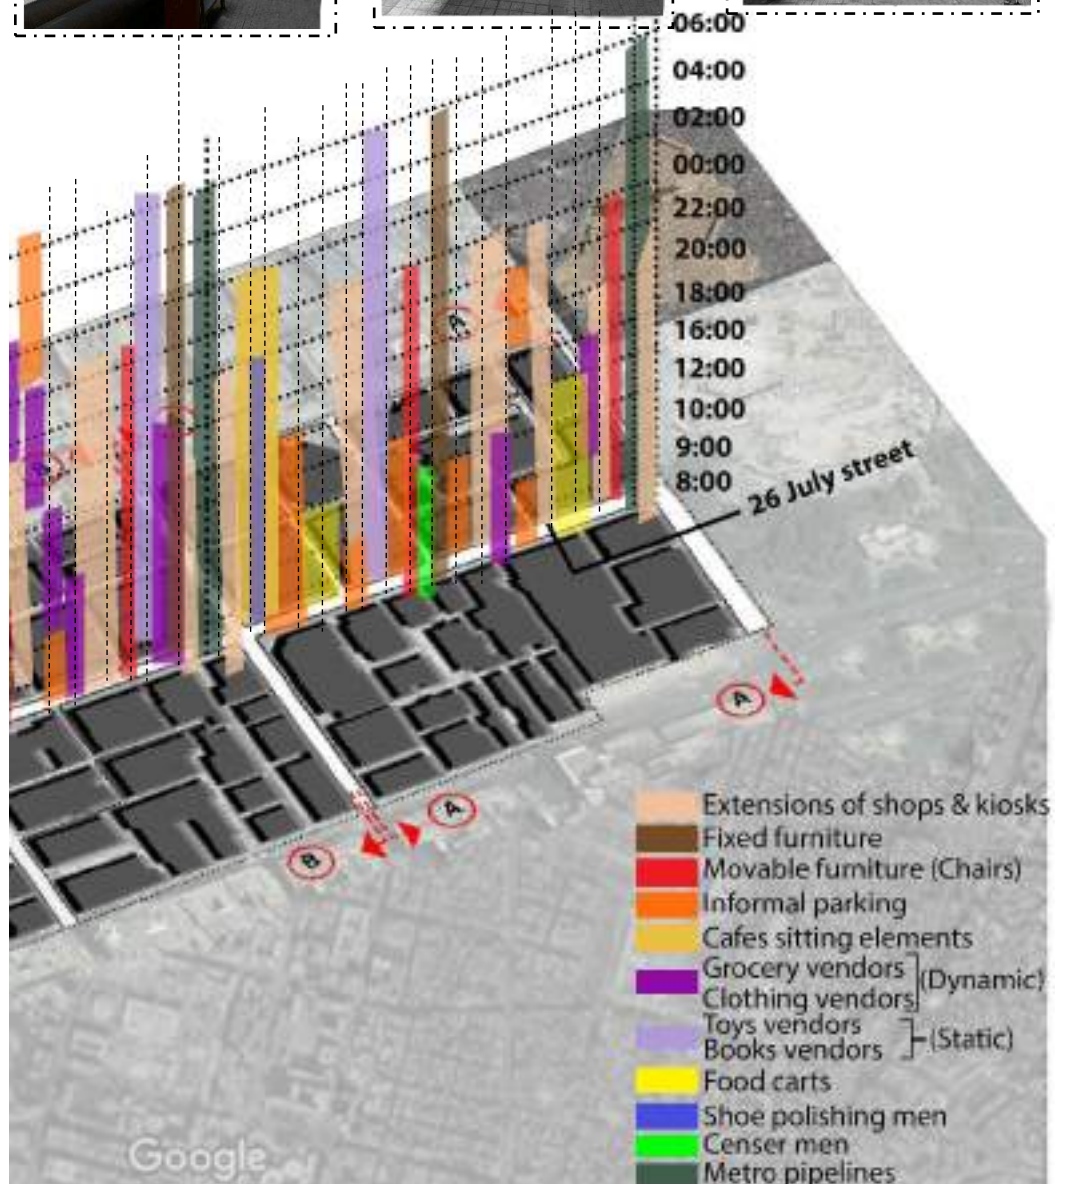 06:00
04:00
02:00
00:00
22:00
20:00
18:00
16:00
12:00
10:00
9:00
8:00
26 July street
A
A
A
B
Extensions of shops & kiosks
Fixed furniture
Movable furniture (Chairs)
Informal parking
Cafes sitting elements
Grocery vendors
Clothing vendors
(Dynamic)
Toys vendors
Books vendors
(Static)
Food carts
Shoe polishing men
Censer men
Metro pipelines
Google